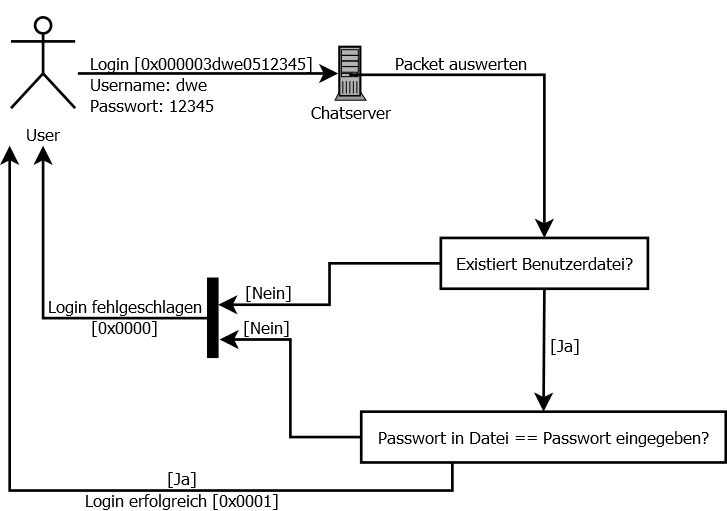 Login [0x000003dwe0512345]
Username: dwe
Passwort: 12345
Packet auswerten
Chatserver
User
Existiert Benutzerdatei?
[Nein]
Login fehlgeschlagen
[0x0000]
[Nein]
[Ja]
Passwort in Datei == Passwort eingegeben?
[Ja]
Login erfolgreich [0x0001]